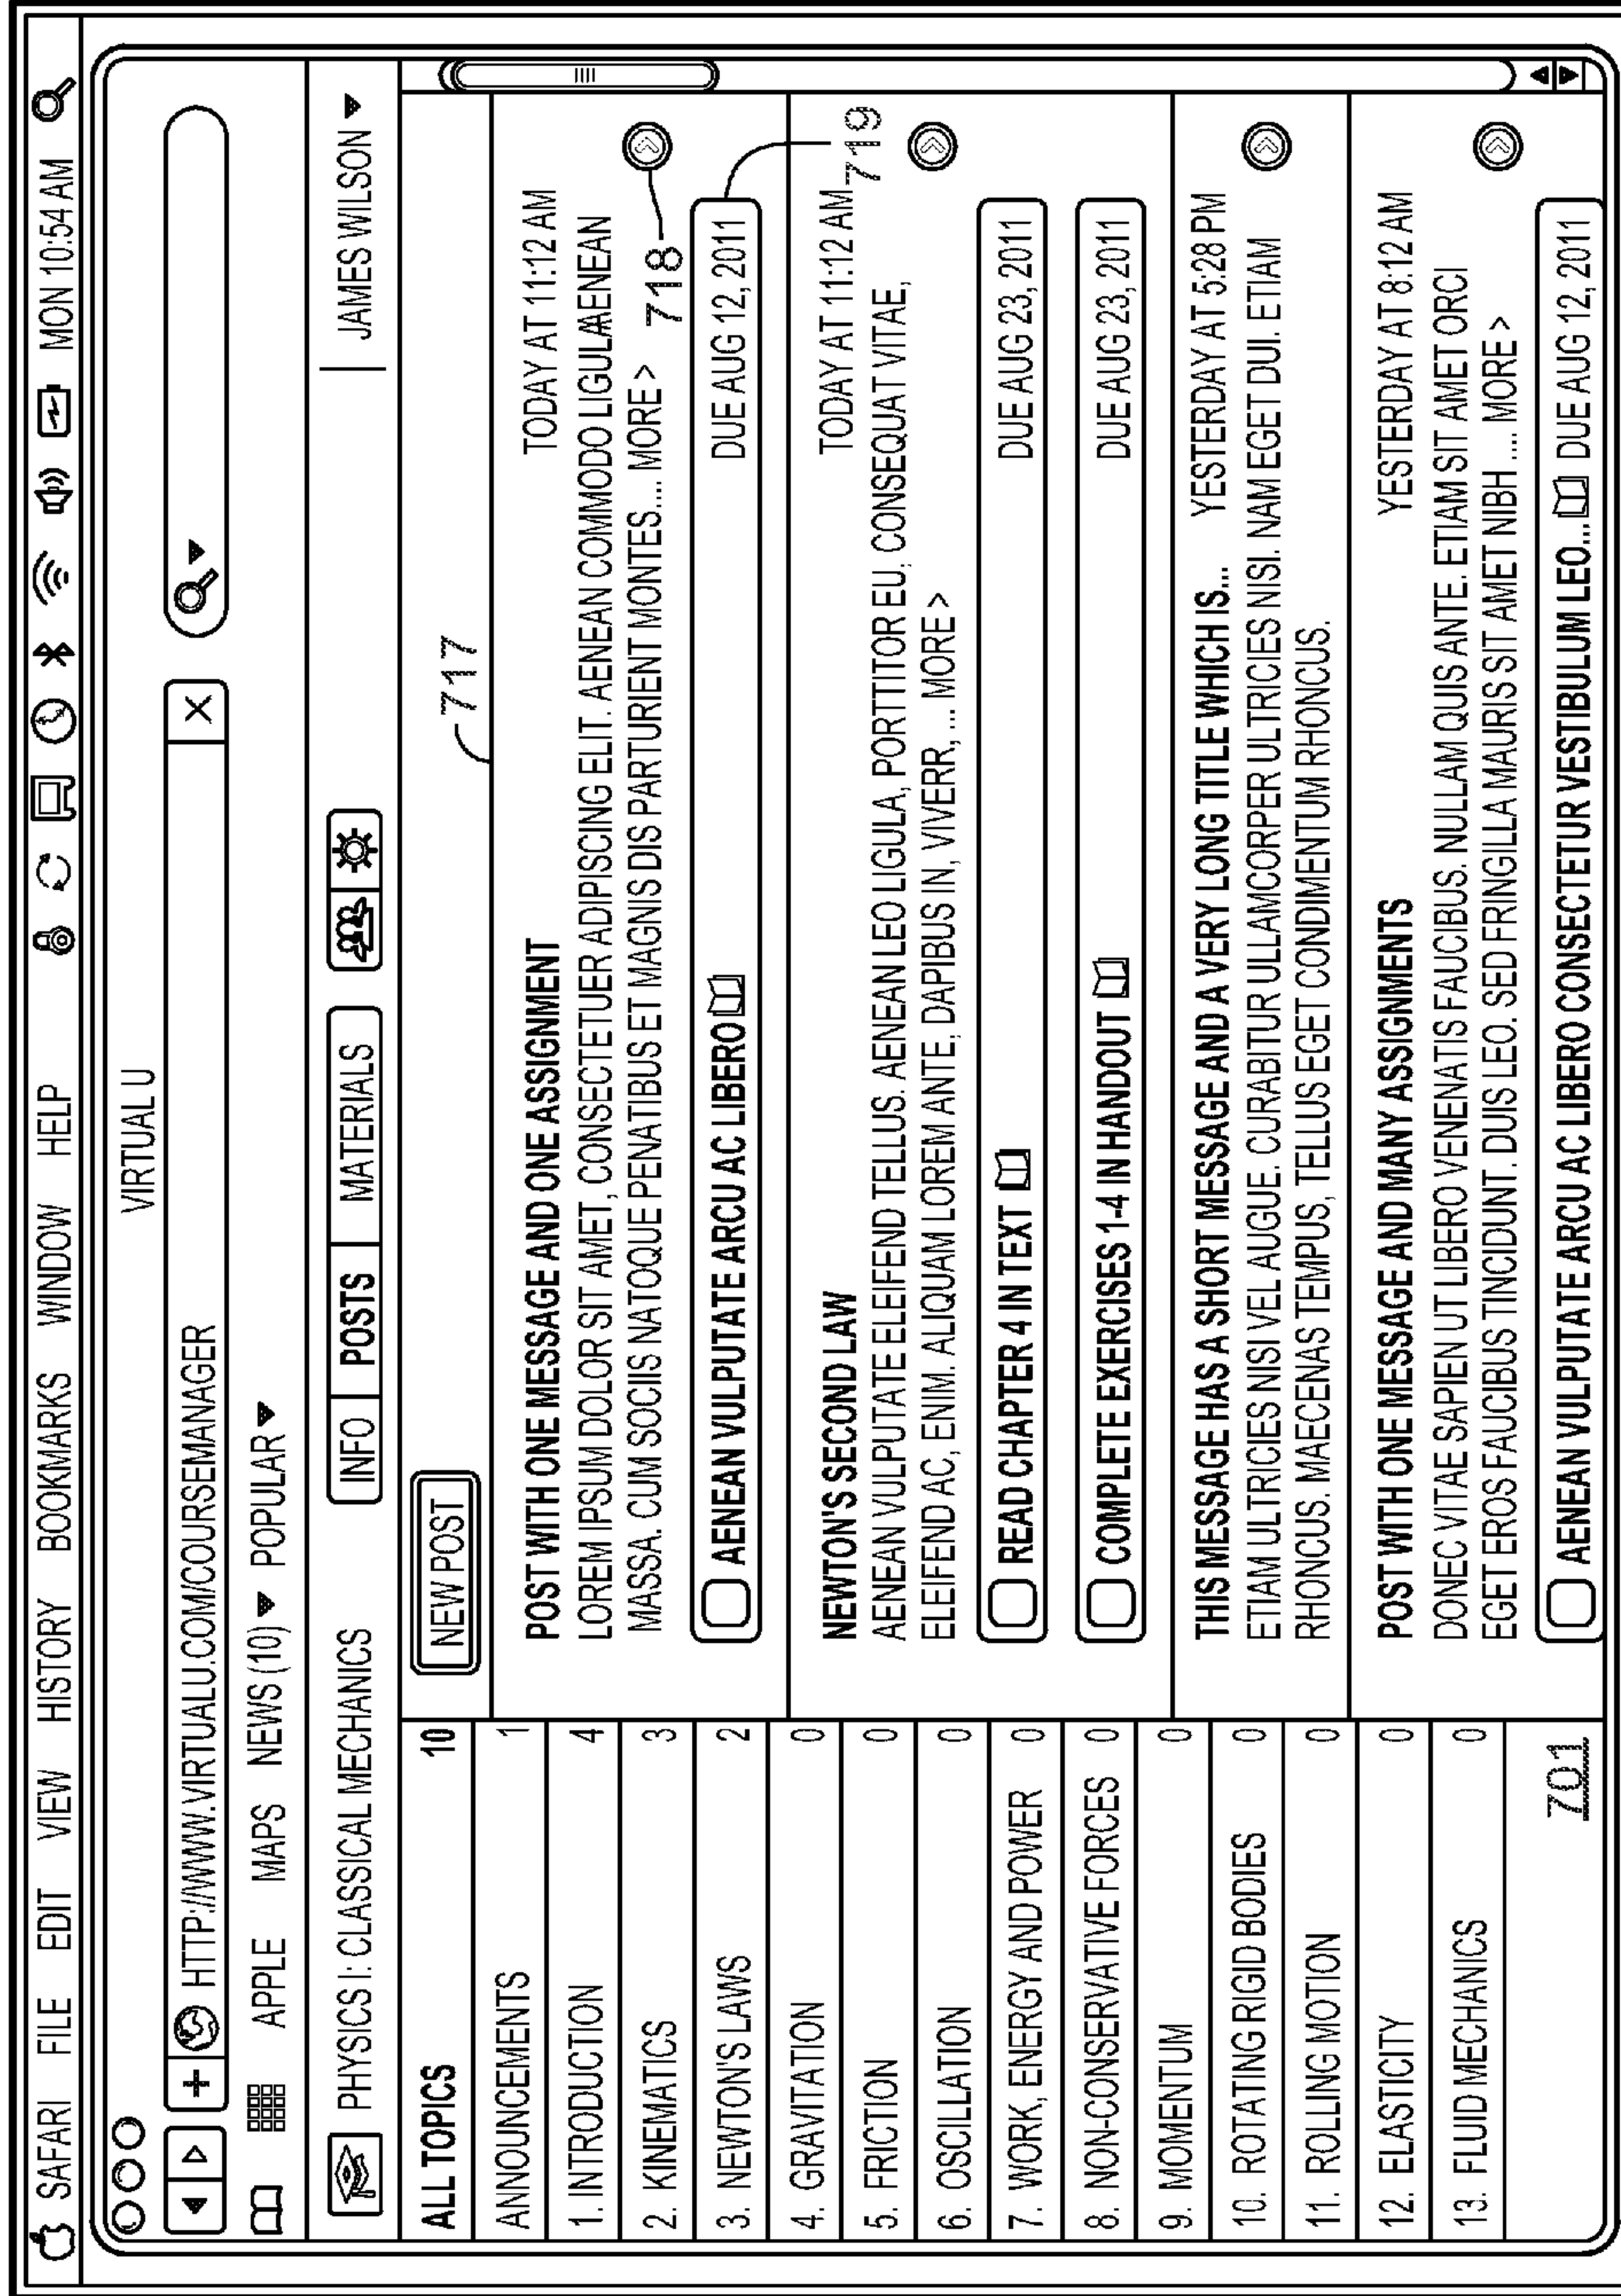 SAFARI FILE EDIT VIEW HISTORY BOOKMARKS WINDOW HELP MON 10:54 AM
VIRTUAL U
+ HTTP://WWW.VIRTUALU.COM/COURSEMANAGER X
APPLE MAPS NEWS (10) POPULAR
PHYSICS I: CLASSICAL MECHANICS INFO POSTS MATERIALS JAMES WILSON
ALL TOPICS 10
ANNOUNCEMENTS 1
1. INTRODUCTION 4
2. KINEMATICS 3
3. NEWTON'S LAWS 2
4. GRAVITATION 0
5. FRICTION 0
6. OSCILLATION 0
7. WORK, ENERGY AND POWER 0
8. NON-CONSERVATIVE FORCES 0
9. MOMENTUM 0
10. ROTATING RIGID BODIES 0
11. ROLLING MOTION 0
12. ELASTICITY 0
13. FLUID MECHANICS 0
701
NEW POST
717
POST WITH ONE MESSAGE AND ONE ASSIGNMENT TODAY AT 11:12 AM
LOREM IPSUM DOLOR SIT AMET, CONSECTETUER ADIPISCING ELIT. AENEAN COMMODO LIGULAAENEAN
MASSA. CUM SOCIIS NATOQUE PENATIBUS ET MAGNIS DIS PARTURIENT MONTES.... MORE >
718
AENEAN VULPUTATE ARCU AC LIBERO DUE AUG 12,2011
719
NEWTON'S SECOND LAW TODAY AT 11:12 AM
AENEAN VULPUTATE ELEIFEND TELLUS. AENEAN LEO LIGULA, PORTTITOR EU, CONSEQUAT VITAE,
ELEIFEND AC, ENIM. ALIQUAM LOREM ANTE, DAPIBUS IN, VIVERR, ... MORE >
READ CHAPTER 4 IN TEXT DUE AUG 23, 2011
COMPLETE EXERCISES 1-4 IN HANDOUT DUE AUG 23, 2011
THIS MESSAGE HAS A SHORT MESSAGE AND A VERY LONG TITLE WHICH IS... YESTERDAY AT 5:28 PM
ETIAM ULTRICIES NISI VEL AUGUE. CURABITUR ULLAMCORPER ULTRICIES NISI. NAM EGET DUI. ETIAM
RHONCUS. MAECENAS TEMPUS, TELLUS EGET CONDIMENTUM RHONCUS.
POST WITH ONE MESSAGE AND MANY ASSIGNMENTS YESTERDAY AT 8:12 AM
DONEC VITAE SAPIEN UT LIBERO VENENATIS FAUCIBUS. NULLAM QUIS ANTE. ETIAM SIT AMET ORCI
EGET EROS FAUCIBUS TINCIDUNT. DUIS LEO. SED FRINGILLA MAURIS SIT AMET NIBH .... MORE >
AENEAN VULPUTATE ARCU AC LIBERO CONSECTETUR VESTIBULUM LEO... DUE AUG 12, 2011